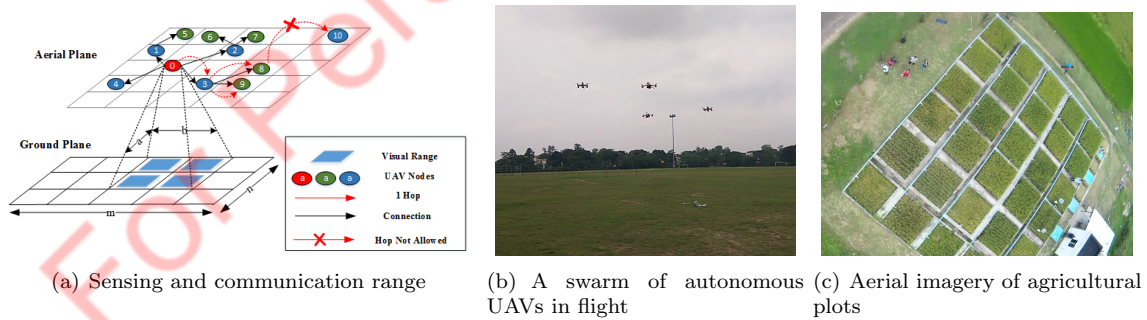 Aerial Plane
5
6
7
10
1
2
0
8
4
3
9
a
b
Ground Plane
m
n
Visual Range
a
a
a
UAV Nodes
1 Hop
Connection
Hop Not Allowed
For Pe
(a) Sensing and communication range
(b) A swarm of autonomous
UAVs in flight
(c) Aerial imagery of agricultural
plots